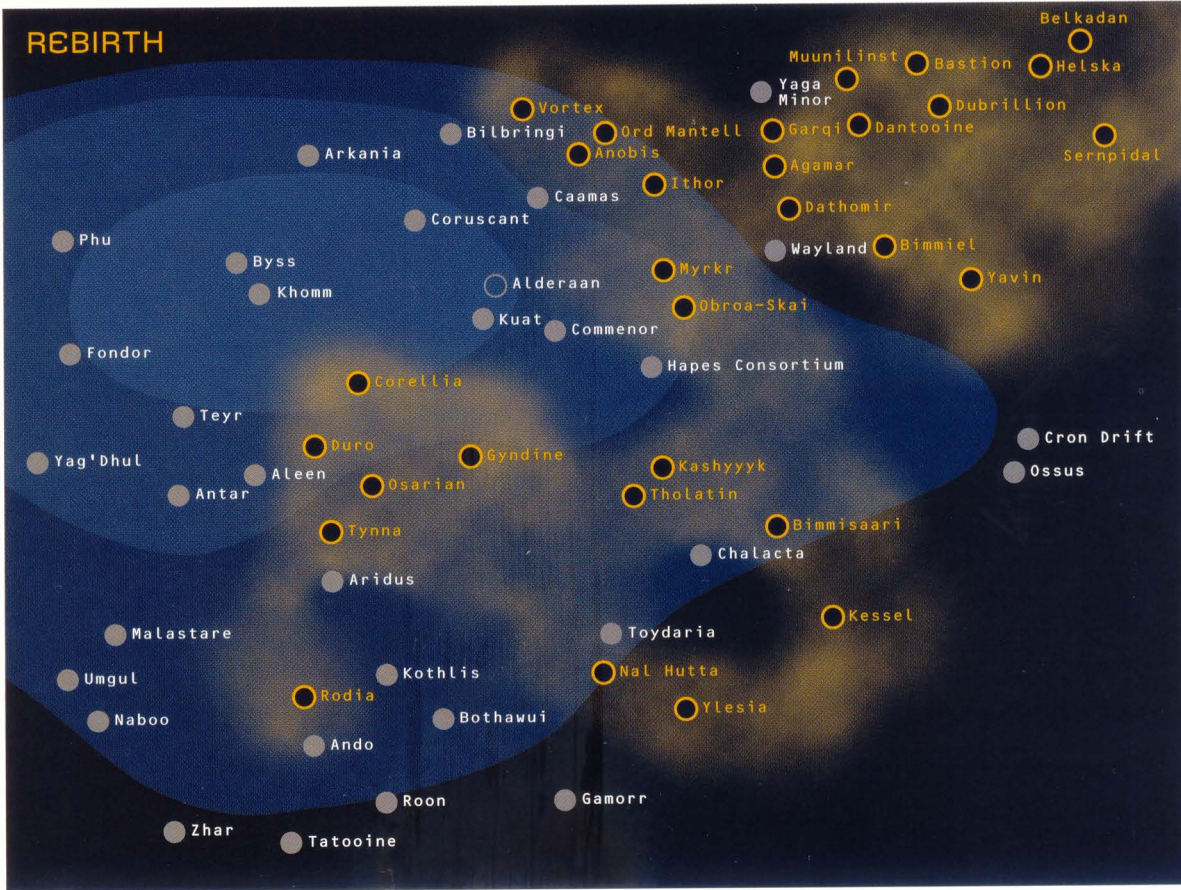 REBIRTH
Belkadan
Muunilinst
Bastion
Helska
Yaga
Minor
Vortex
Dubrillion
Bilbringi
Ord Mantell
Garqi
Dantooine
Arkania
Anobis
Sernpidal
Agamar
Ithor
Caamas
Dathomir
Coruscant
Phu
Wayland
Bimmiel
Byss
Myrkr
Yavin
Alderaan
Khomm
Obroa-Skai
Kuat
Commenor
Fondor
Hapes Consortium
Corellia
Teyr
Cron Drift
Duro
Gyndine
Yag'Dhul
Kashyyyk
Ossus
Aleen
Osarian
Antar
Tholatin
Bimmisaari
Tynna
Chalacta
Aridus
Kessel
Malastare
Toydaria
Umgul
Kothlis
Nal Hutta
Rodia
Ylesia
Naboo
Bothawui
Ando
Roon
Gamorr
Zhar
Tatooine